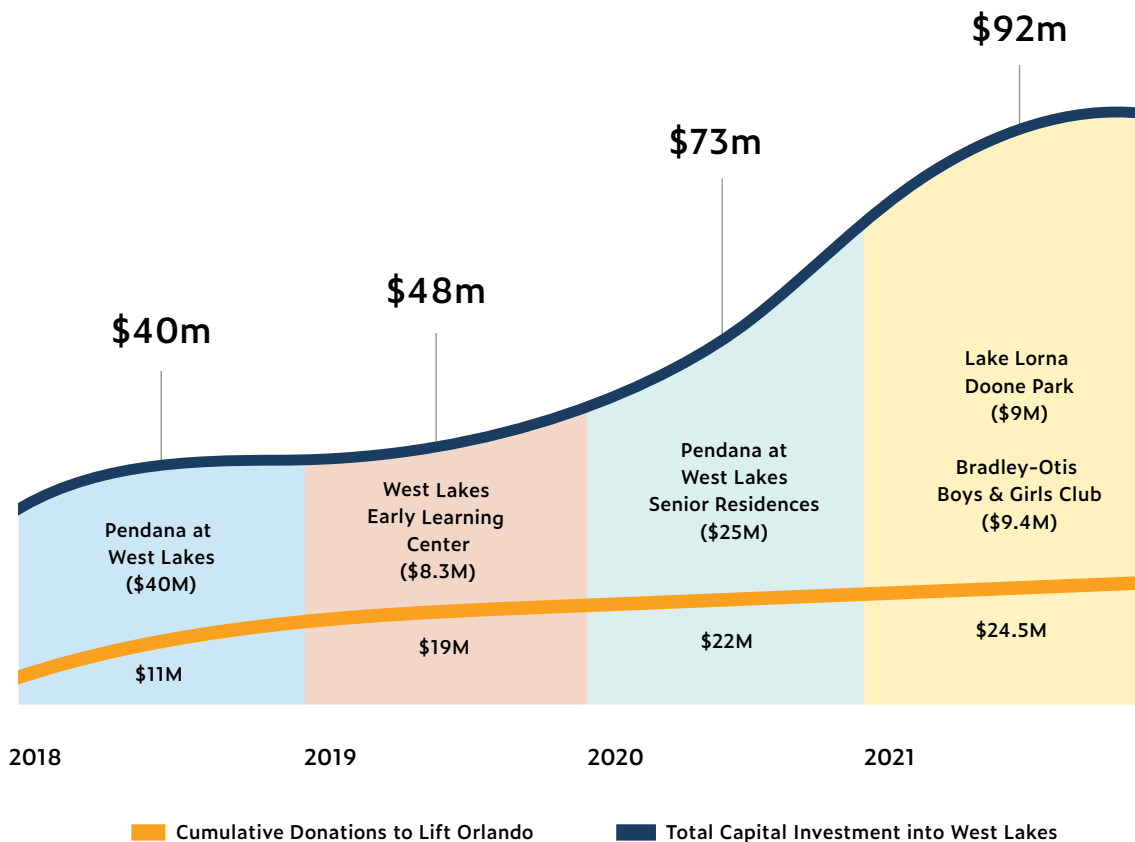 $92m
$73m
$48m
$40m
Lake Lorna
Doone Park
($9M)
Bradley-Otis
Boys & Girls Club
($9.4M)
Pendana at
West Lakes
Senior Residences
($25M)
West Lakes
Early Learning
Center
($8.3M)
Pendana at
West Lakes
($40M)
$11M
$19M
$22M
$24.5M
2018
2019
2020
2021
Cumulative Donations to Lift Orlando
Total Capital Investment into West Lakes